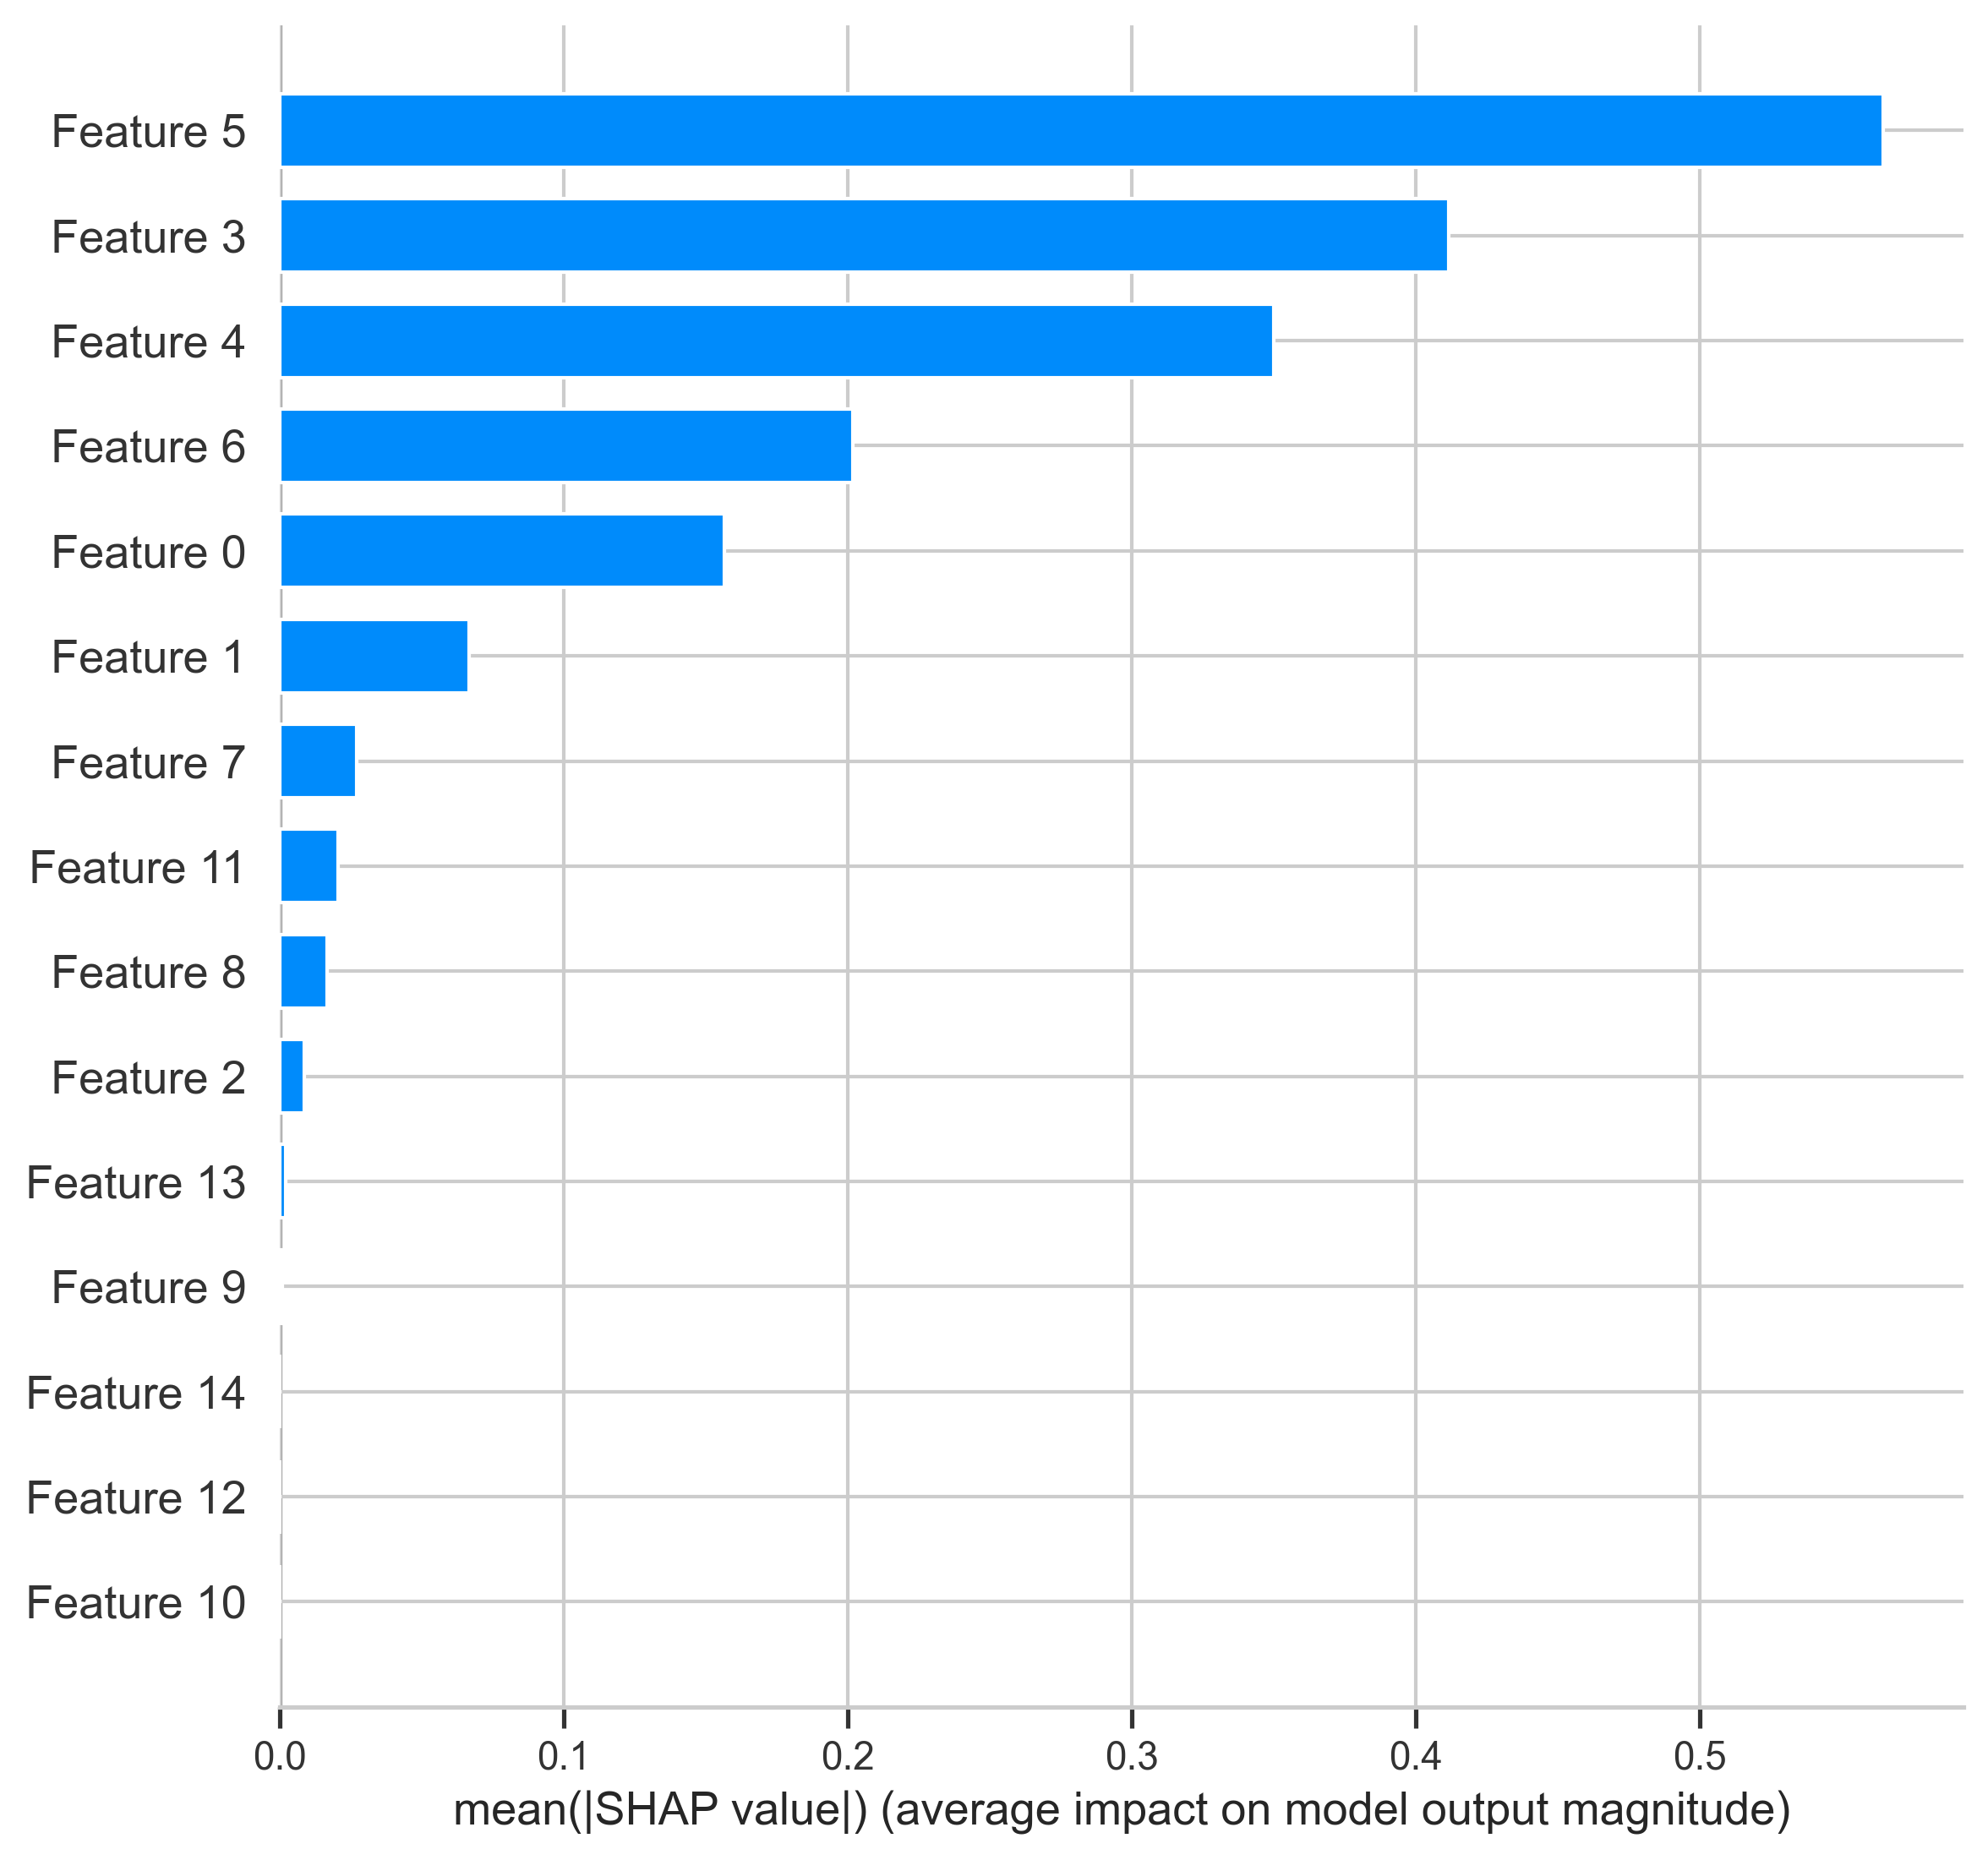 Feature 5
Feature 3
Feature 4
Feature 6
Feature 0
Feature 1
Feature 7
Feature 11
Feature 8
Feature 2
Feature 13
Feature 9
Feature 14
Feature 12
Feature 10
0.0 0.1 0.2 0.3 0.4 0.5
mean(|SHAP value|) (average impact on model output magnitude)